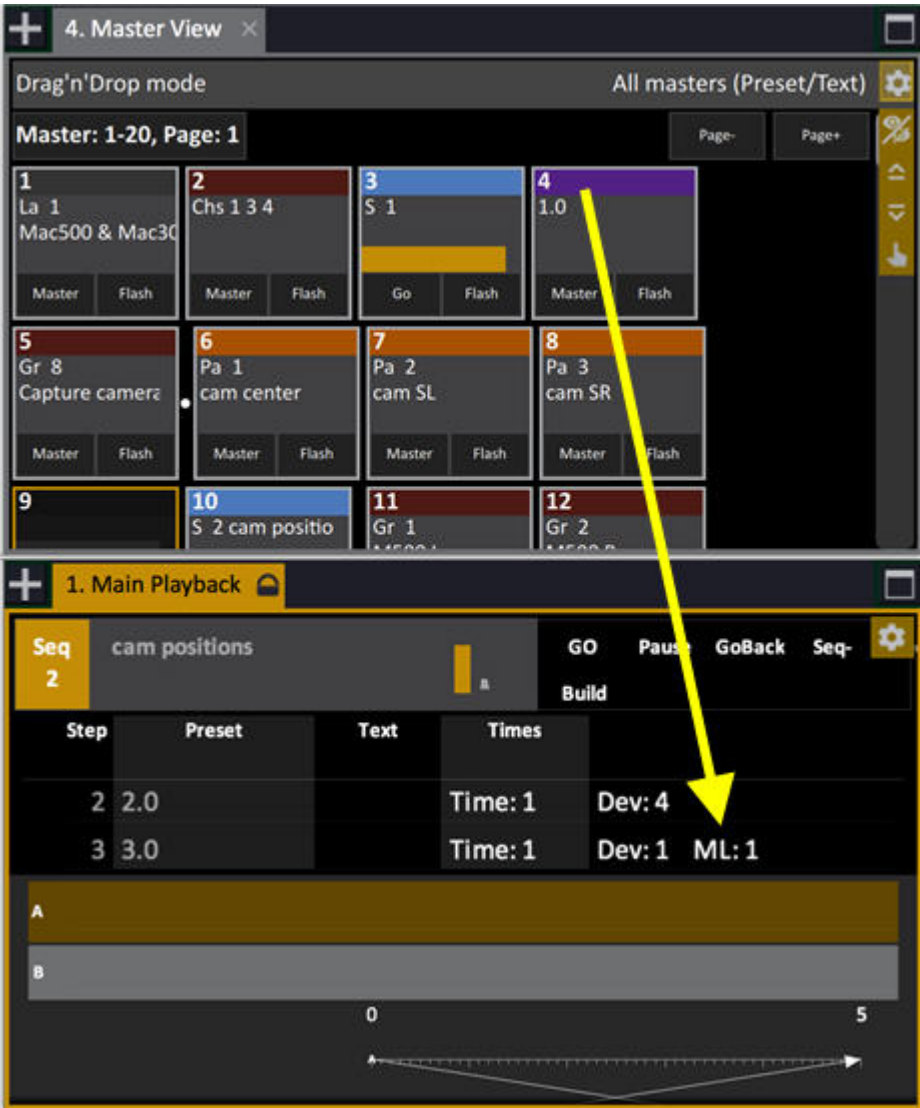 4. Master View
Drag'n'Drop mode All masters (Preset/Text)
Master: 1-20, Page: 1 Page- Page+
1 2 3 4
La 1 Chs 1 3 4 S 1 1.0
Mac500 & Mac30
Master Flash Master Flash Go Flash Master Flash
5 6 7 8
Gr 8 Pa 1 Pa 2 Pa 3
Capture camera cam center cam SL cam SR
Master Flash Master Flash Master Flash Master Flash
9 10 11 12
S 2 cam positio Gr 1 Gr 2
1. Main Playback
Seq cam positions GO Pause GoBack Seq-
2 Build
Step Preset Text Times
2 2.0 Time: 1 Dev: 4
3 3.0 Time: 1 Dev: 1 ML: 1
A
B
0 5
A